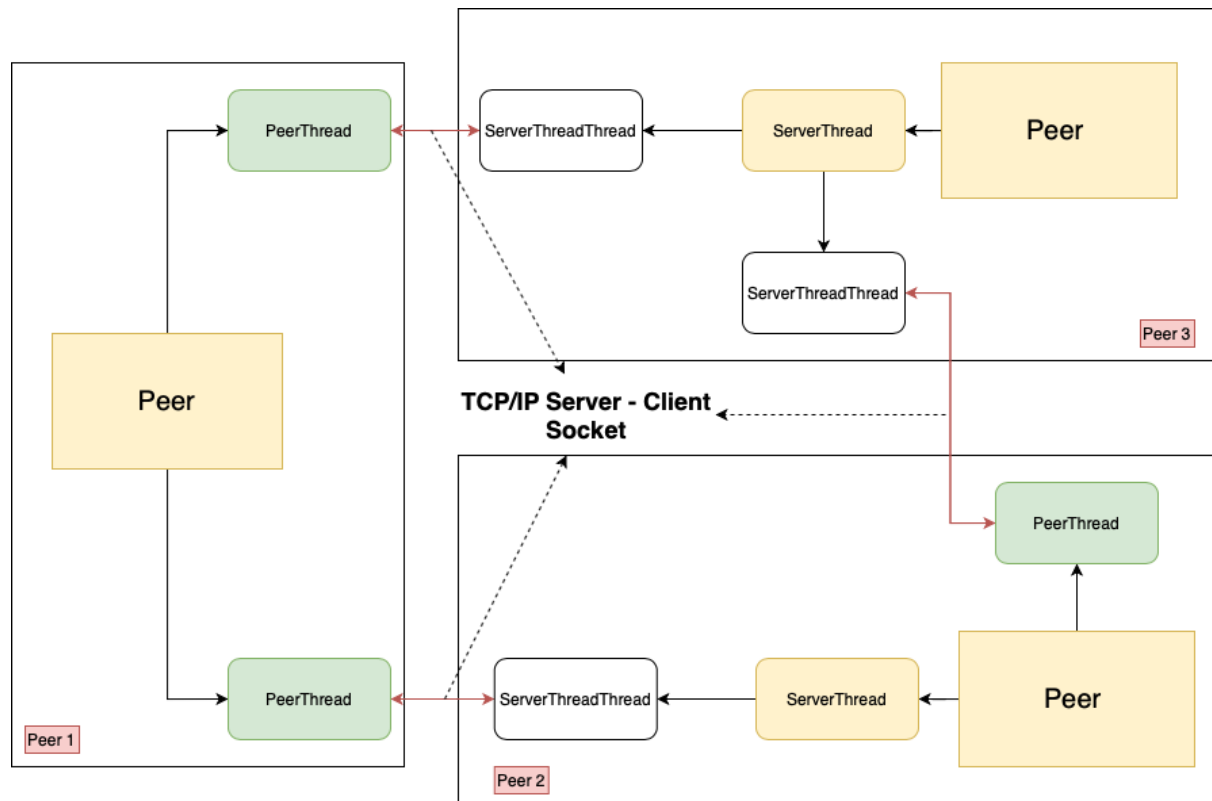 PeerThread
ServerThreadThread
ServerThread
Peer
ServerThreadThread
Peer 3
Peer
TCP/IP Server - Client
Socket
PeerThread
PeerThread
ServerThreadThread
ServerThread
Peer
Peer 1
Peer 2